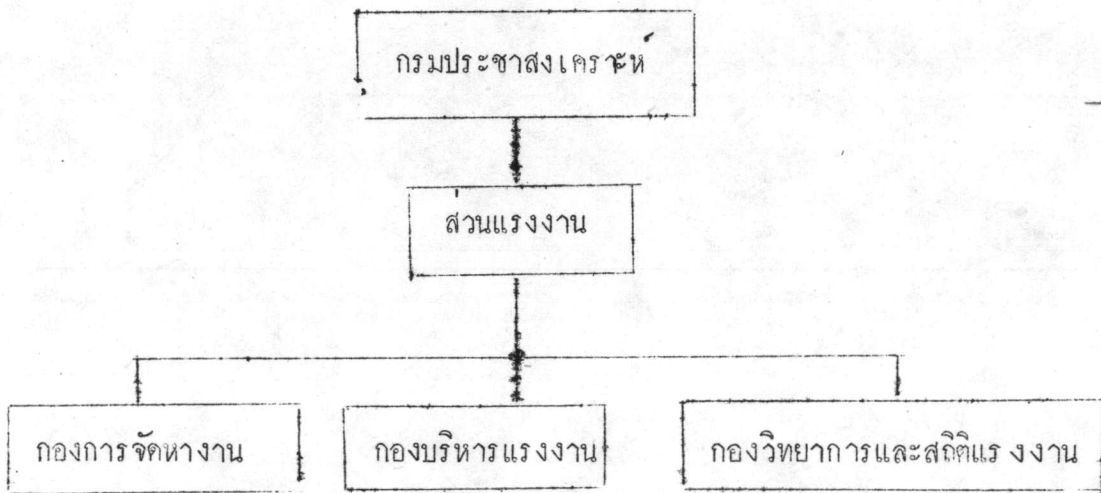 กรมประชาสงเคราะห์
ส่วนแรงงาน
กองการจัดหางาน
กองบริหารแรงงาน
กองวิทยาการและสถิติแรงงาน